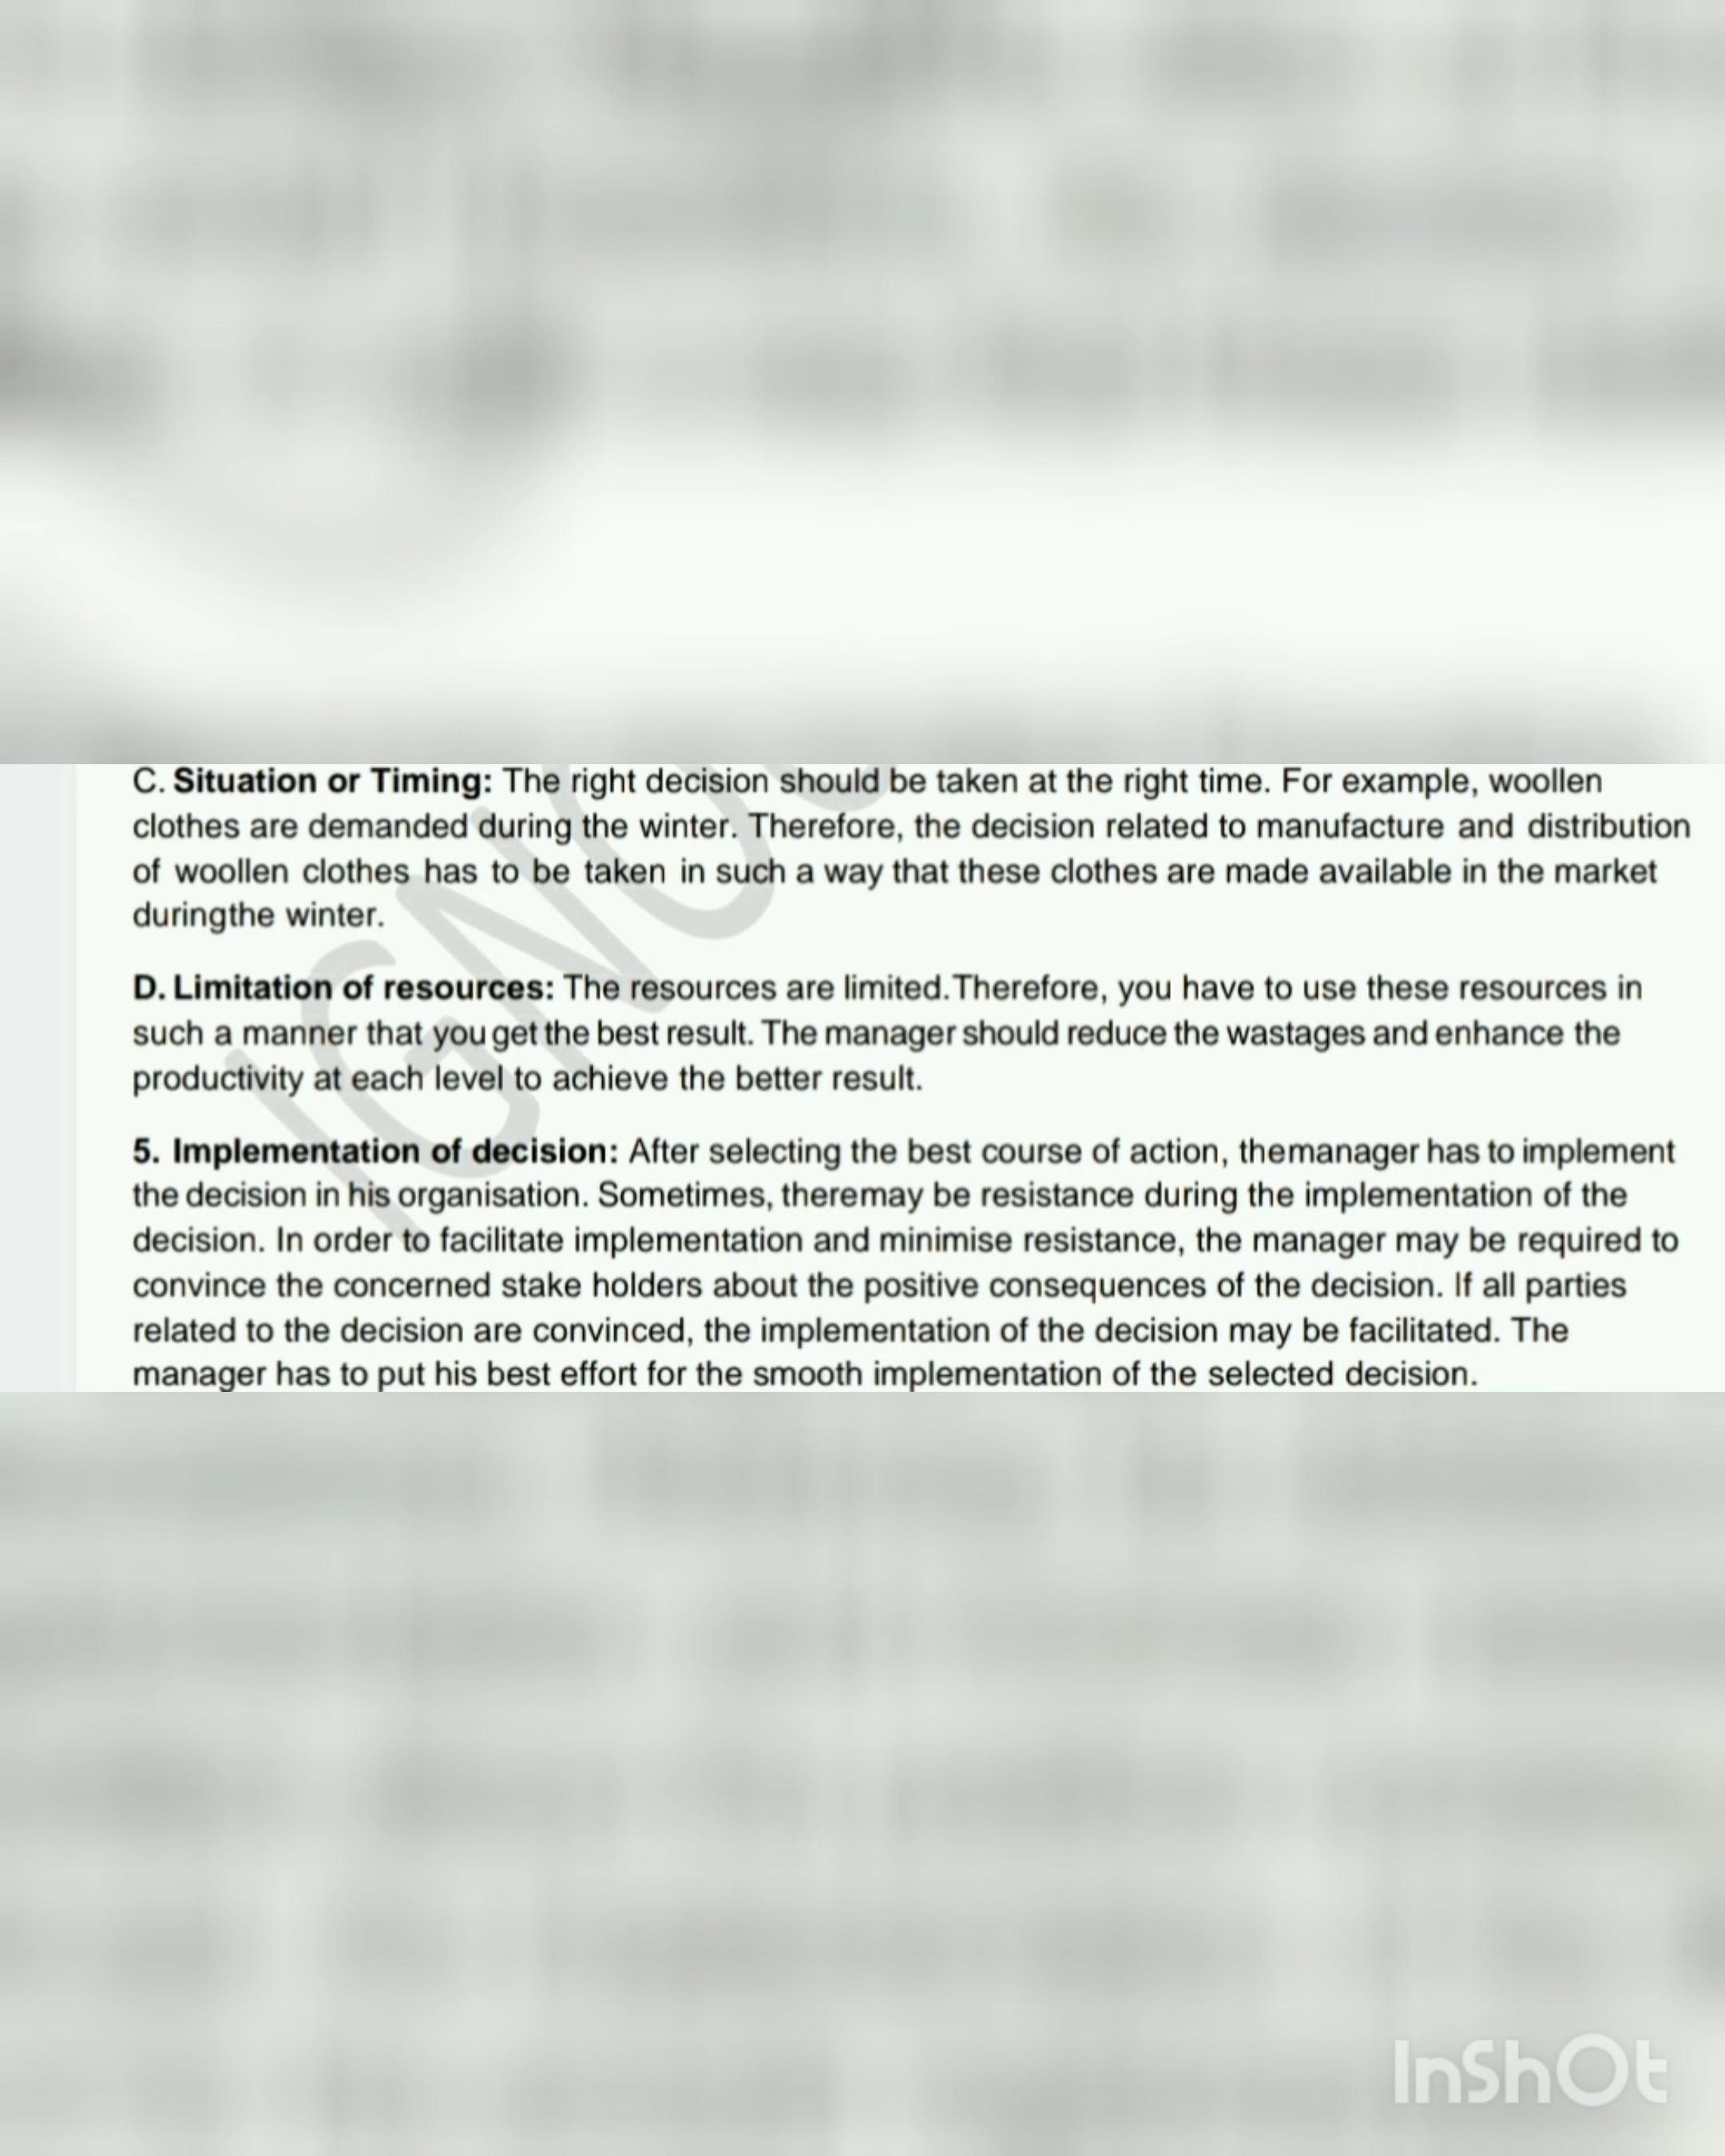 C. Situation or Timing: The right decision should be taken at the right time. For example, woollen
clothes are demanded during the winter. Therefore, the decision related to manufacture and distribution
of woollen clothes has to be taken in such a way that these clothes are made available in the market
duringthe winter.
D. Limitation of resources: The resources are limited.Therefore, you have to use these resources in
such a manner that you get the best result. The manager should reduce the wastages and enhance the
productivity at each level to achieve the better result.
5. Implementation of decision: After selecting the best course of action, themanager has to implement
the decision in his organisation. Sometimes, theremay be resistance during the implementation of the
decision. In order to facilitate implementation and minimise resistance, the manager may be required to
convince the concerned stake holders about the positive consequences of the decision. If all parties
related to the decision are convinced, the implementation of the decision may be facilitated. The
manager has to put his best effort for the smooth implementation of the selected decision.
InShOt